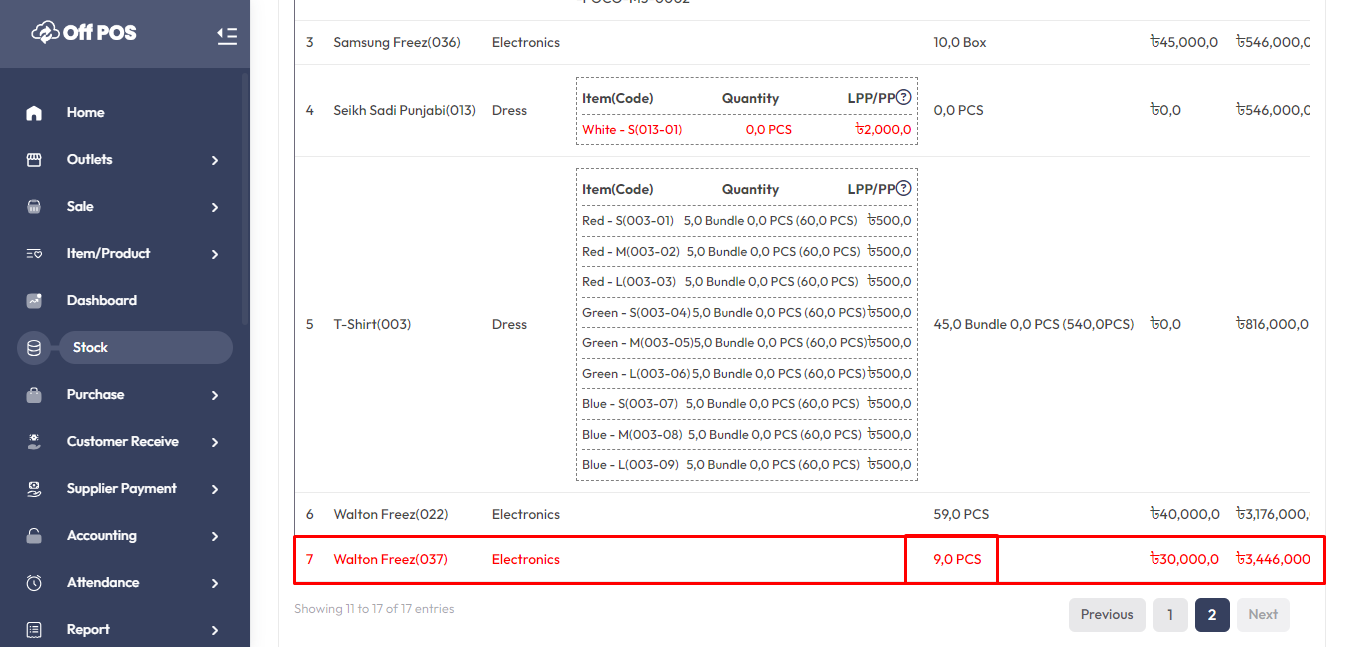 Off POS
Home
Outlets
Sale
Item/Product
Dashboard
Stock
Purchase
Customer Receive
Supplier Payment
Accounting
Attendance
Report
3 Samsung Freez(036) Electronics 10,0 Box ৳45,000,0 ৳546,000,0
Item(Code) Quantity LPP/PP?
4 Seikh Sadi Punjabi(013) Dress 0,0 PCS ৳0,0 ৳546,000,0
White - S(013-01) 0,0 PCS ৳2,000,0
Item(Code) Quantity LPP/PP?
Red - S(003-01) 5,0 Bundle 0,0 PCS (60,0 PCS) ৳500,0
Red - M(003-02) 5,0 Bundle 0,0 PCS (60,0 PCS) ৳500,0
Red - L(003-03) 5,0 Bundle 0,0 PCS (60,0 PCS) ৳500,0
Green - S(003-04) 5,0 Bundle 0,0 PCS (60,0 PCS) ৳500,0
5 T-Shirt(003) Dress 45,0 Bundle 0,0 PCS (540,0PCS) ৳0,0 ৳816,000,0
Green - M(003-05) 5,0 Bundle 0,0 PCS (60,0 PCS) ৳500,0
Green - L(003-06) 5,0 Bundle 0,0 PCS (60,0 PCS) ৳500,0
Blue - S(003-07) 5,0 Bundle 0,0 PCS (60,0 PCS) ৳500,0
Blue - M(003-08) 5,0 Bundle 0,0 PCS (60,0 PCS) ৳500,0
Blue - L(003-09) 5,0 Bundle 0,0 PCS (60,0 PCS) ৳500,0
6 Walton Freez(022) Electronics 59,0 PCS ৳40,000,0 ৳3,176,000,
7 Walton Freez(037) Electronics 9,0 PCS ৳30,000,0 ৳3,446,000
Showing 11 to 17 of 17 entries
Previous 1 2 Next